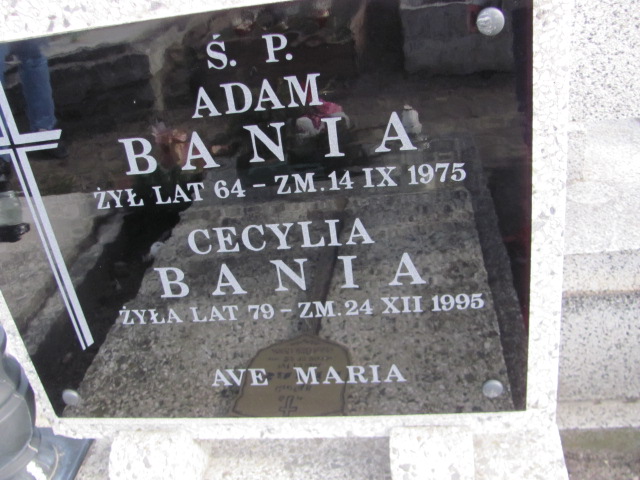 Ś. P.
ADAM
BANIA
ŻYŁ LAT 64 - ZM. 14 IX 1975
CECYLIA
BANIA
ŻYŁA LAT 79 - ZM. 24 XII 1995
AVE MARIA